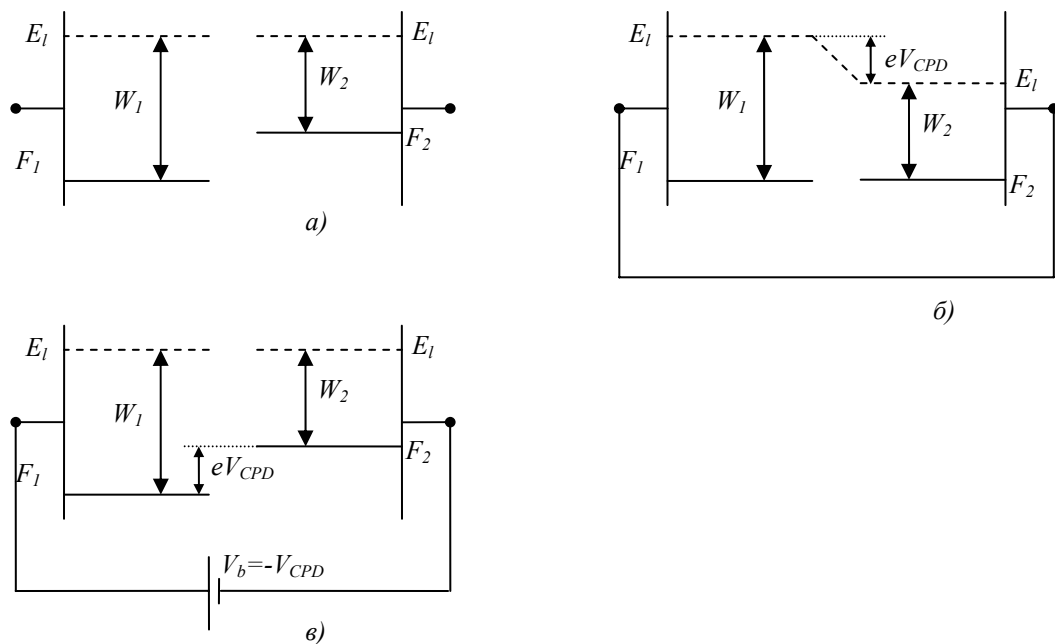 E_l
E_l
W_1
W_2
F_1
F_2
а)
E_l
eV_CPD
E_l
W_1
W_2
F_1
F_2
б)
E_l
E_l
W_1
W_2
F_1
F_2
eV_CPD
V_b=-V_CPD
в)